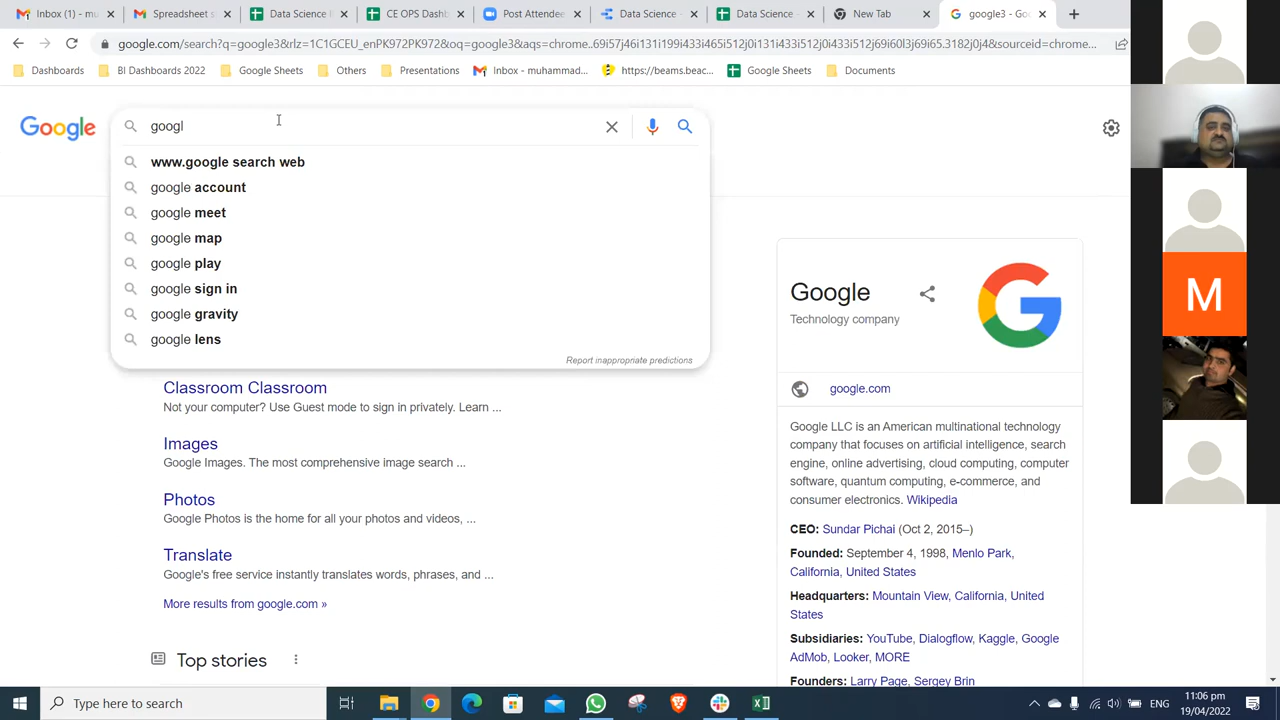 Inbox (1) - mu
Spreadsheet s
Data Science I
CE OPS Dashb
Post Attendee
Data Science -
Data Science
New Tab
google3 - Goo
google.com/search?q=google3&rlz=1C1GCEU_enPK972PK972&oq=google3&aqs=chrome..69i57j46i131i199i433i465i512j0i131i433i512j0i512j69i60l3j69i65.3182j0j4&sourceid=chrome...
Dashboards
BI Dashboards 2022
Google Sheets
Others
Presentations
Inbox - muhammad...
https://beams.beac...
Google Sheets
Documents
Google
googl
www.google search web
google account
google meet
google map
google play
google sign in
google gravity
google lens
Report inappropriate predictions
Classroom Classroom
Not your computer? Use Guest mode to sign in privately. Learn ...
Images
Google Images. The most comprehensive image search ...
Photos
Google Photos is the home for all your photos and videos, ...
Translate
Google's free service instantly translates words, phrases, and ...
More results from google.com »
Top stories
Google
Technology company
G
google.com
Google LLC is an American multinational technology
company that focuses on artificial intelligence, search
engine, online advertising, cloud computing, computer
software, quantum computing, e-commerce, and
consumer electronics. Wikipedia
CEO: Sundar Pichai (Oct 2, 2015–)
Founded: September 4, 1998, Menlo Park,
California, United States
Headquarters: Mountain View, California, United
States
Subsidiaries: YouTube, Dialogflow, Kaggle, Google
AdMob, Looker, MORE
Founders: Larry Page, Sergey Brin
M
Type here to search
ENG
11:06 pm
19/04/2022